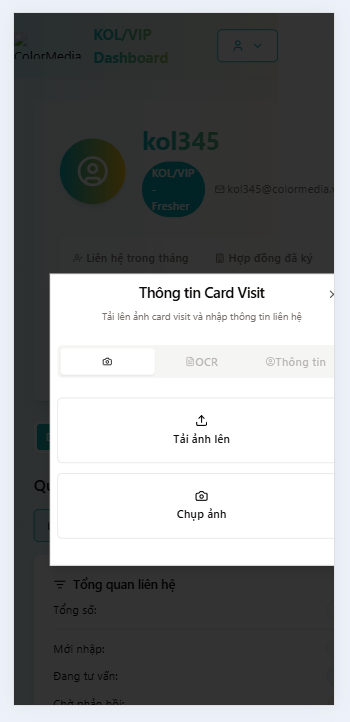 ColorMedia
KOL/VIP
Dashboard
kol345
KOL/VIP
-
Fresher
kol345@colormedia.v
Liên hệ trong tháng
Hợp đồng đã ký
Thông tin Card Visit
Tải lên ảnh card visit và nhập thông tin liên hệ
OCR
Thông tin
Tải ảnh lên
Chụp ảnh
Tổng quan liên hệ
Tổng số:
Mới nhập:
Đang tư vấn:
Chờ phản hồi: